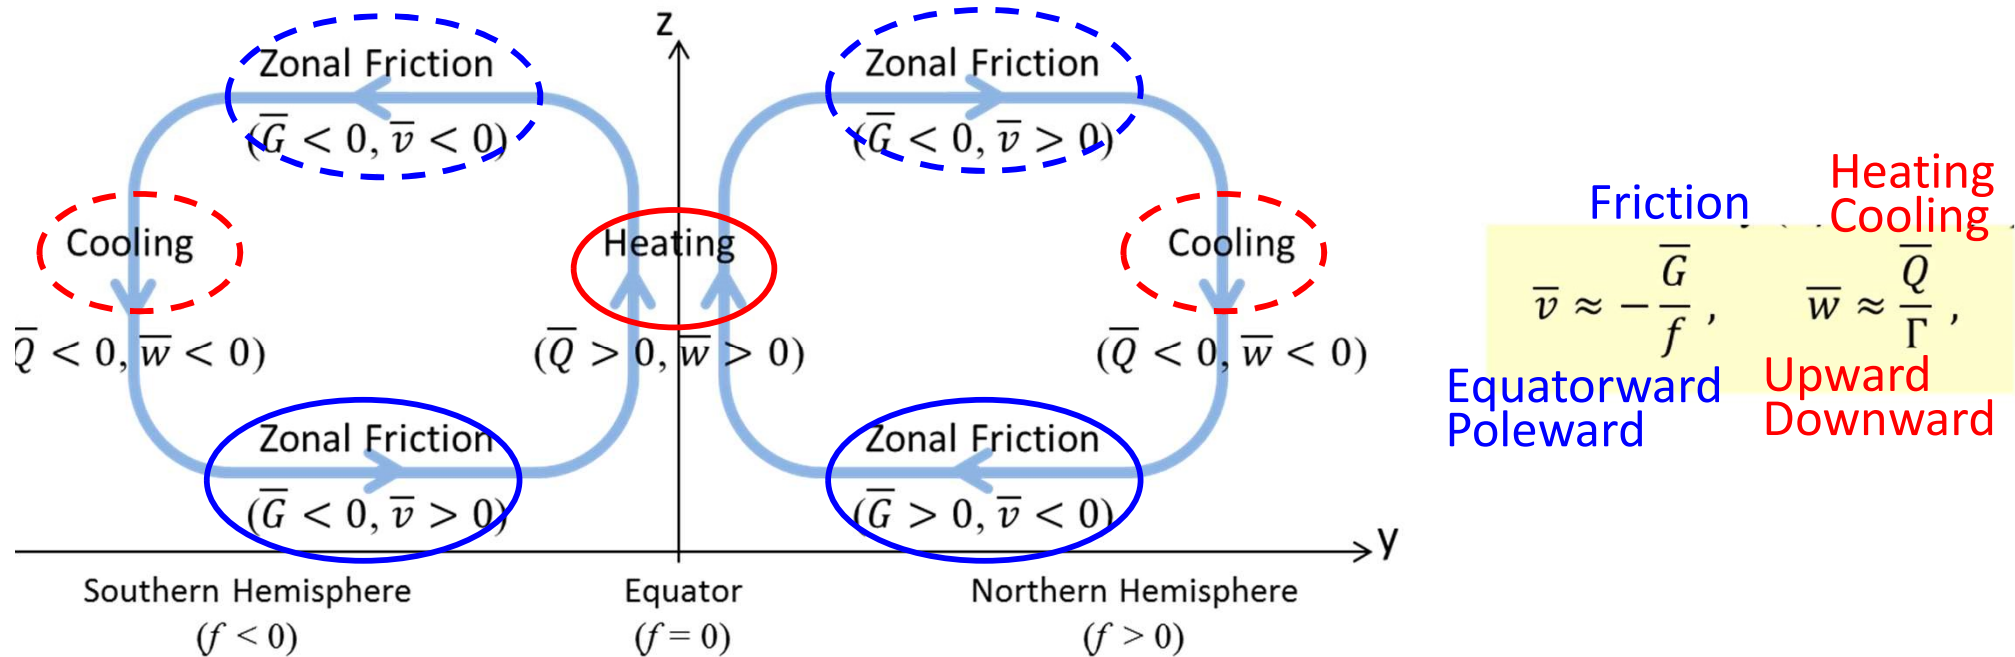 z
Zonal Friction
Zonal Friction
(G̅ < 0, v̅ < 0)
(G̅ < 0, v̅ > 0)
Cooling
Heating
Cooling
Q̅ < 0, w̅ < 0)
(Q̅ > 0, w̅ > 0)
(Q̅ < 0, w̅ < 0)
Zonal Friction
Zonal Friction
(G̅ < 0, v̅ > 0)
(G̅ > 0, v̅ < 0)
y
Southern Hemisphere
(f < 0)
Equator
(f = 0)
Northern Hemisphere
(f > 0)
Friction
Heating
Cooling
v̅ ≈ − G̅/f , w̅ ≈ Q̅/Γ ,
Equatorward
Poleward
Upward
Downward